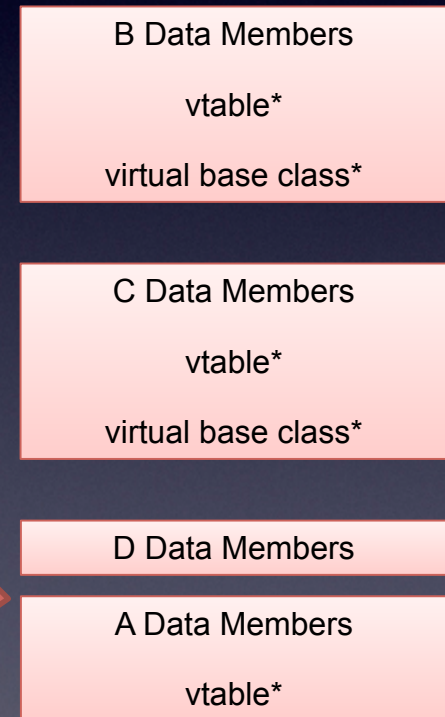 B Data Members
vtable*
virtual base class*
C Data Members
vtable*
virtual base class*
D Data Members
A Data Members
vtable*